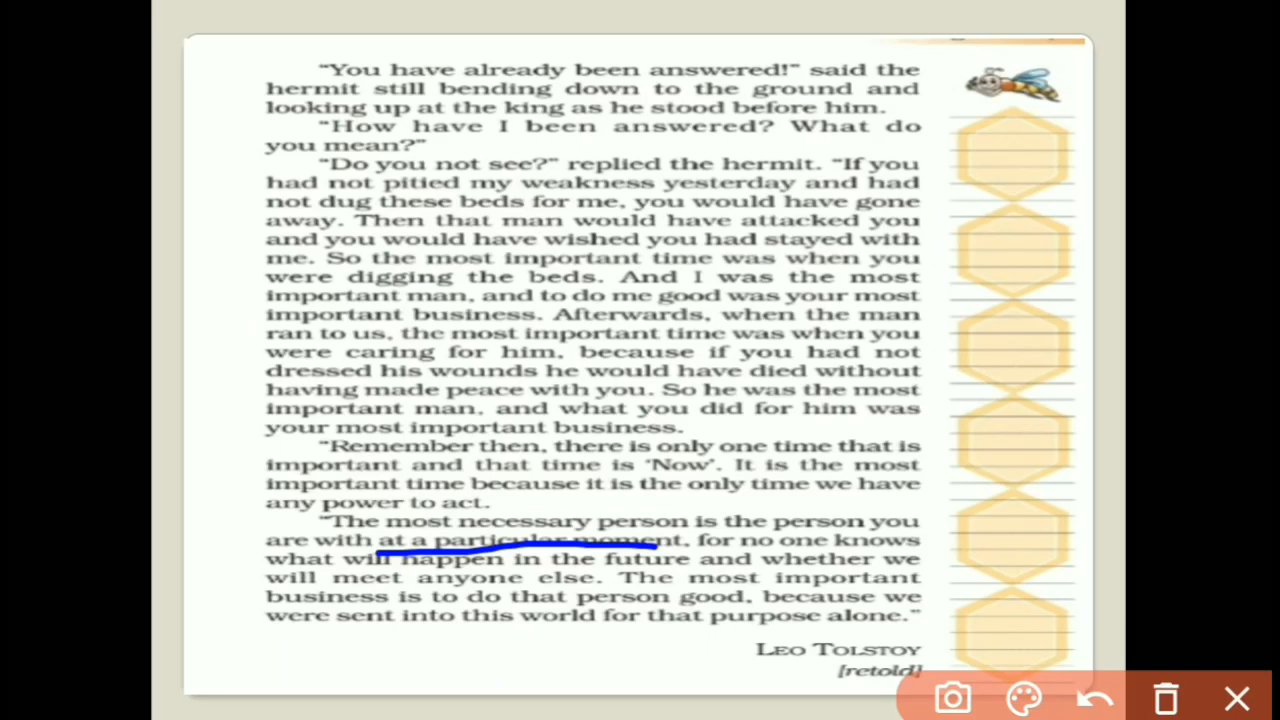 “You have already been answered!” said the
hermit still bending down to the ground and
looking up at the king as he stood before him.
“How have I been answered? What do
you mean?”
“Do you not see?” replied the hermit. “If you
had not pitied my weakness yesterday and had
not dug these beds for me, you would have gone
away. Then that man would have attacked you
and you would have wished you had stayed with
me. So the most important time was when you
were digging the beds. And I was the most
important man, and to do me good was your most
important business. Afterwards, when the man
ran to us, the most important time was when you
were caring for him, because if you had not
dressed his wounds he would have died without
having made peace with you. So he was the most
important man, and what you did for him was
your most important business.
“Remember then, there is only one time that is
important and that time is ‘Now’. It is the most
important time because it is the only time we have
any power to act.
“The most necessary person is the person you
are with at a particular moment, for no one knows
what will happen in the future and whether we
will meet anyone else. The most important
business is to do that person good, because we
were sent into this world for that purpose alone.”
LEO TOLSTOY
[retold]